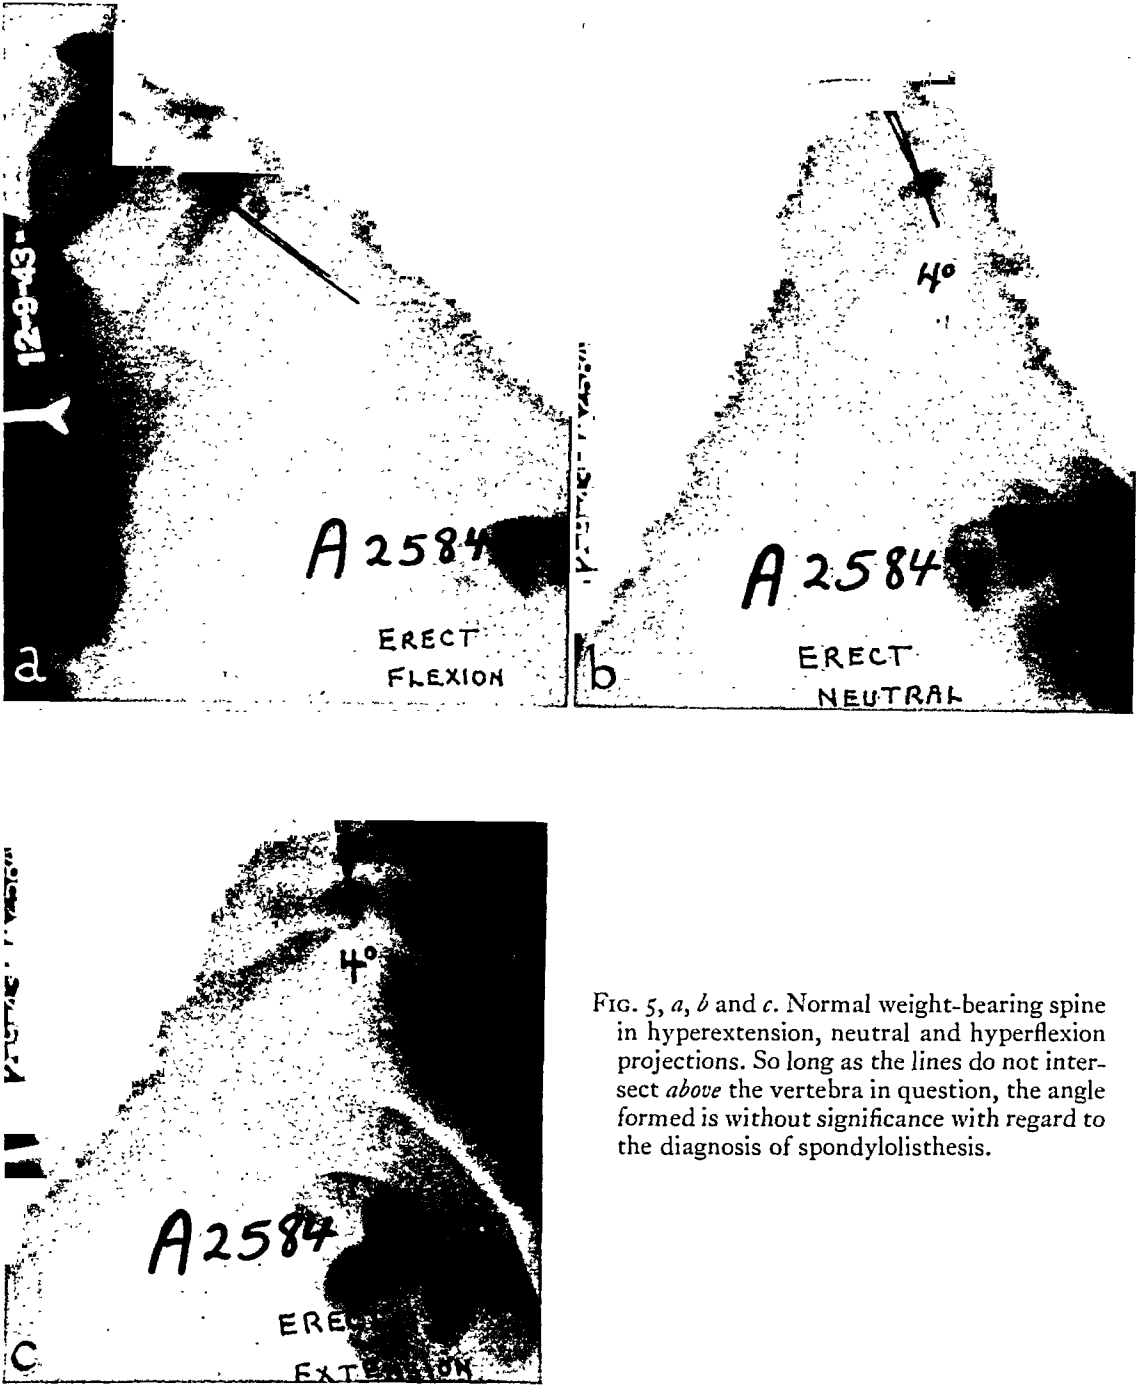 12-9-43-
A 2584
ERECT
FLEXION
a
4°
A 2584
ERECT
NEUTRAL
b
4°
A 2584
EXTENSION
c
FIG. 5, a, b and c. Normal weight-bearing spine
in hyperextension, neutral and hyperflexion
projections. So long as the lines do not inter-
sect above the vertebra in question, the angle
formed is without significance with regard to
the diagnosis of spondylolisthesis.